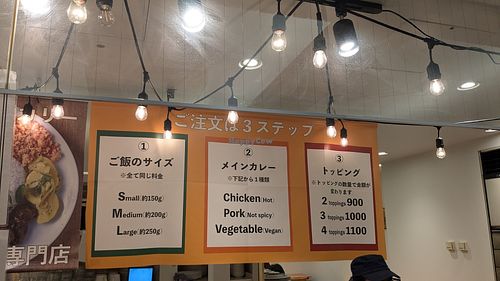 リー
専門店
ご注文は3ステップ
①
ご飯のサイズ
※全て同じ料金
Small(約150g)
Medium(約200g)
Large(約250g)
②
メインカレー
※下記から1種類
Chicken(Hot)
Pork(Not spicy)
Vegetable(Vegan)
③
トッピング
※トッピングの数量で金額が
変わります
2 toppings 900
3 toppings 1000
4 toppings 1100
HappyCow